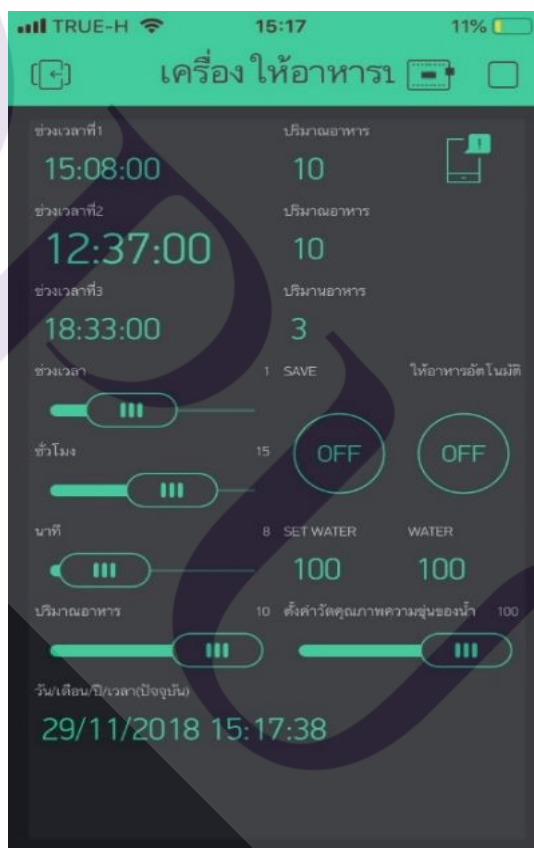 TRUE-H 15:17 11%
เครื่องให้อาหารป
ช่วงเวลาที่1 ปริมาณอาหาร
15:08:00 10
ช่วงเวลาที่2 ปริมาณอาหาร
12:37:00 10
ช่วงเวลาที่3 ปริมานอาหาร
18:33:00 3
ช่วงเวลา 1 SAVE ให้อาหารอัตโนมัติ
OFF OFF
ชั่วโมง 15
นาที 8 SET WATER WATER
100 100
ปริมาณอาหาร 10 ตั้งค่าวัดคุณภาพความขุ่นของน้ำ 100
วัน/เดือน/ปี/เวลา(ปัจจุบัน)
29/11/2018 15:17:38